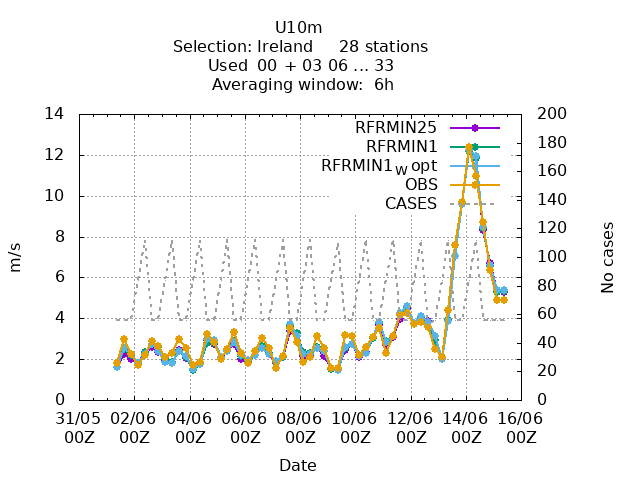 U10m
Selection: Ireland 28 stations
Used 00 + 03 06 ... 33
Averaging window: 6h
14 200
12 180
10 160
8 140
6 120
4 100
2 80
0 60
40
20
0
RFRMIN25
RFRMIN1
RFRMIN1w opt
OBS
CASES
m/s
No cases
31/05 02/06 04/06 06/06 08/06 10/06 12/06 14/06 16/06
00Z 00Z 00Z 00Z 00Z 00Z 00Z 00Z 00Z
Date